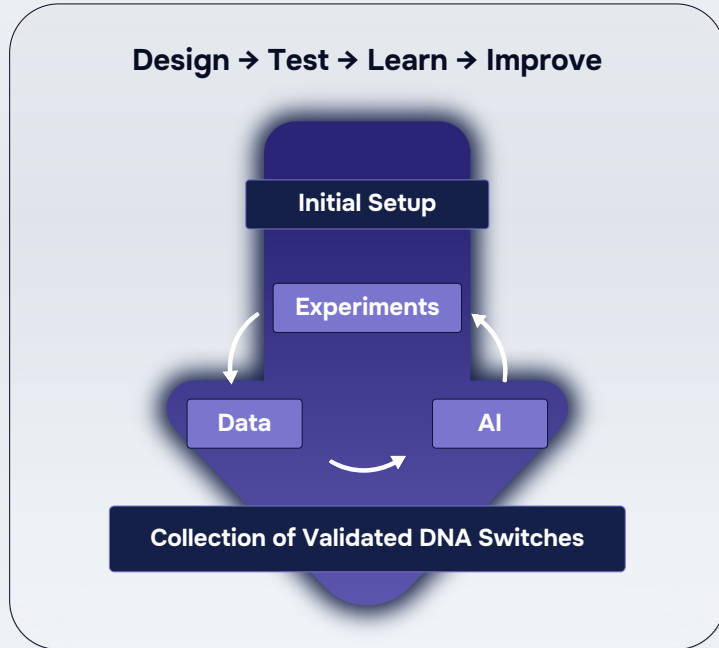 Design → Test → Learn → Improve
Initial Setup
Experiments
Data
AI
Collection of Validated DNA Switches